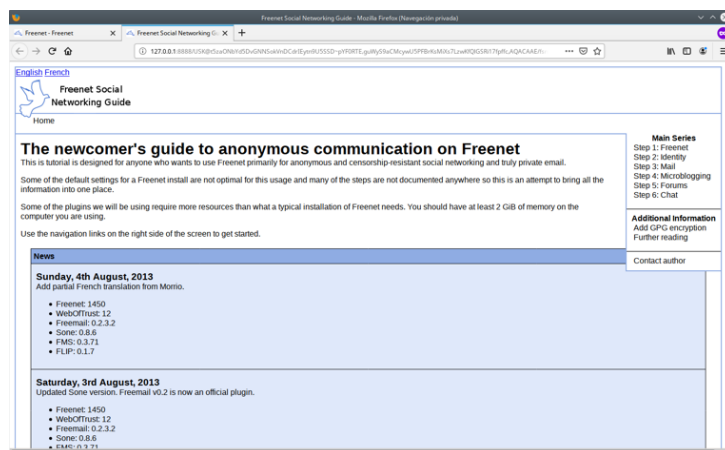 Freenet Social Networking Guide - Mozilla Firefox (Navegación privada)
Freenet - Freenet
Freenet Social Networking G
English French
Freenet Social
Networking Guide
Home
The newcomer's guide to anonymous communication on Freenet
This is tutorial is designed for anyone who wants to use Freenet primarily for anonymous and censorship-resistant social networking and truly private email.
Some of the default settings for a Freenet install are not optimal for this usage and many of the steps are not documented anywhere so this is an attempt to bring all the
information into one place.
Some of the plugins we will be using require more resources than what a typical installation of Freenet needs. You should have at least 2 GiB of memory on the
computer you are using.
Use the navigation links on the right side of the screen to get started.
Main Series
Step 1: Freenet
Step 2: Identity
Step 3: Mail
Step 4: Microblogging
Step 5: Forums
Step 6: Chat
Additional Information
Add GPG encryption
Further reading
Contact author
News
Sunday, 4th August, 2013
Add partial French translation from Morrio.
Freenet: 1450
WebOfTrust: 12
Freemail: 0.2.3.2
Sone: 0.8.6
FMS: 0.3.71
FLIP: 0.1.7
Saturday, 3rd August, 2013
Updated Sone version. Freemail v0.2 is now an official plugin.
Freenet: 1450
WebOfTrust: 12
Freemail: 0.2.3.2
Sone: 0.8.6
FMS: 0.3.71